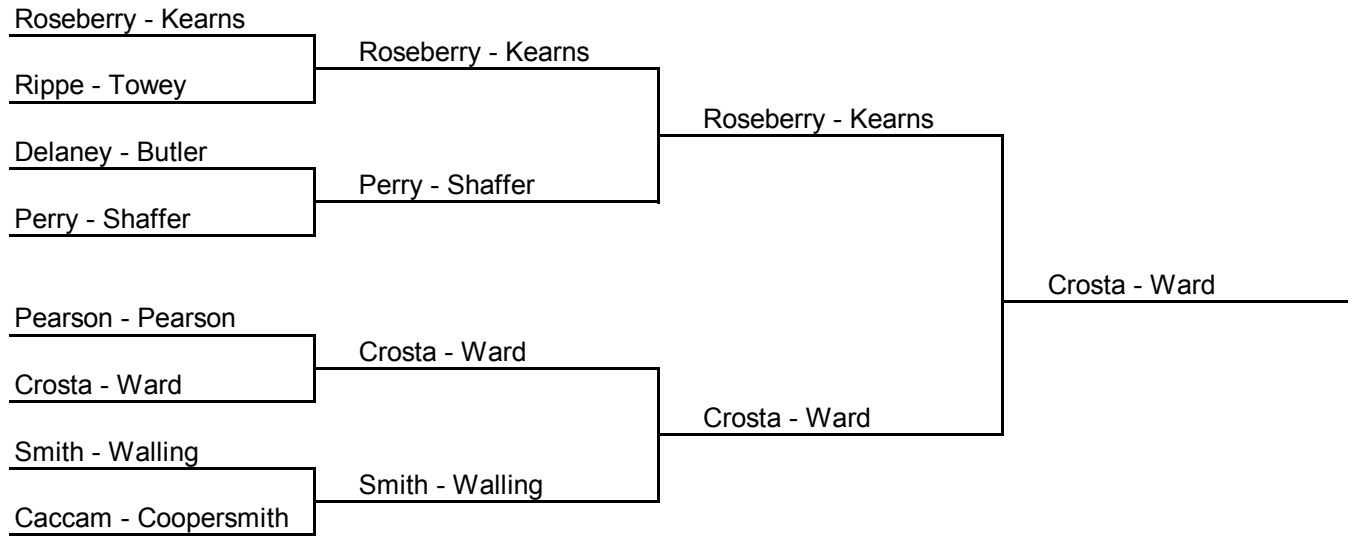 Roseberry - Kearns
Roseberry - Kearns
Rippe - Towey
Roseberry - Kearns
Delaney - Butler
Perry - Shaffer
Perry - Shaffer
Crosta - Ward
Pearson - Pearson
Crosta - Ward
Crosta - Ward
Crosta - Ward
Smith - Walling
Smith - Walling
Caccam - Coopersmith